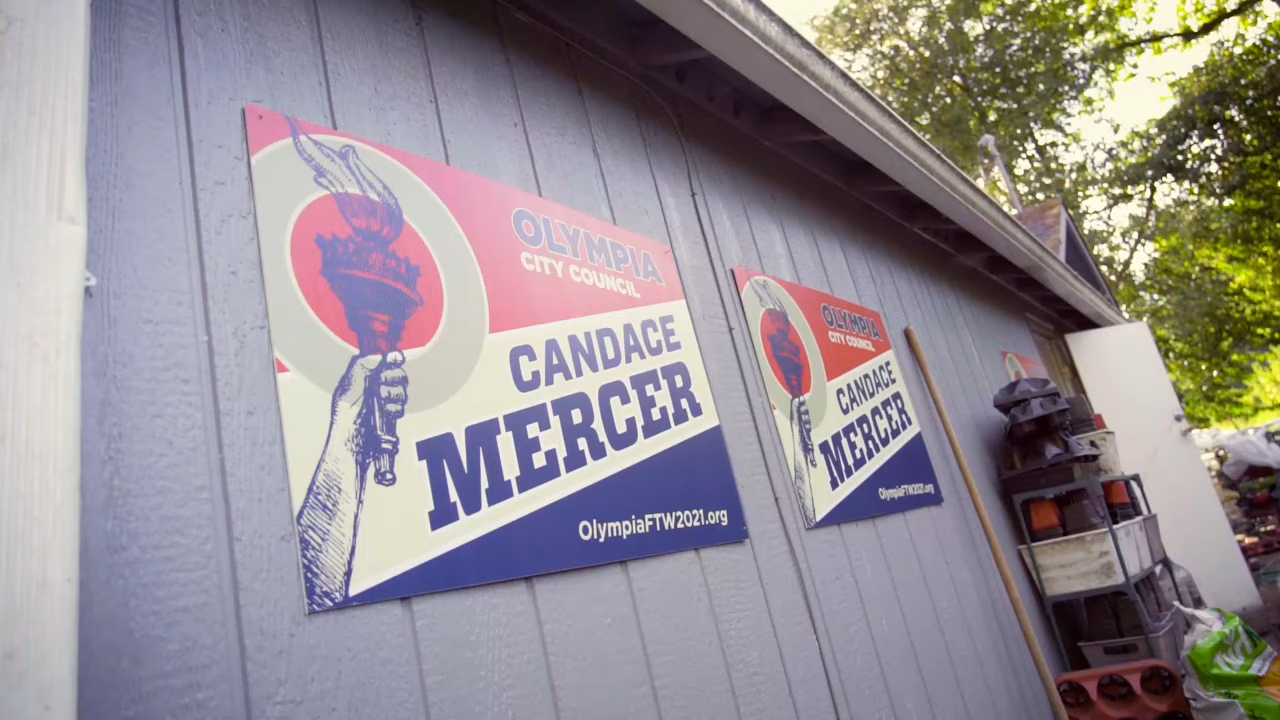 OLYMPIA
CITY COUNCIL
CANDACE
MERCER
OlympiaFTW2021.org
OLYMPIA
CITY COUNCIL
CANDACE
MERCER
OlympiaFTW2021.org